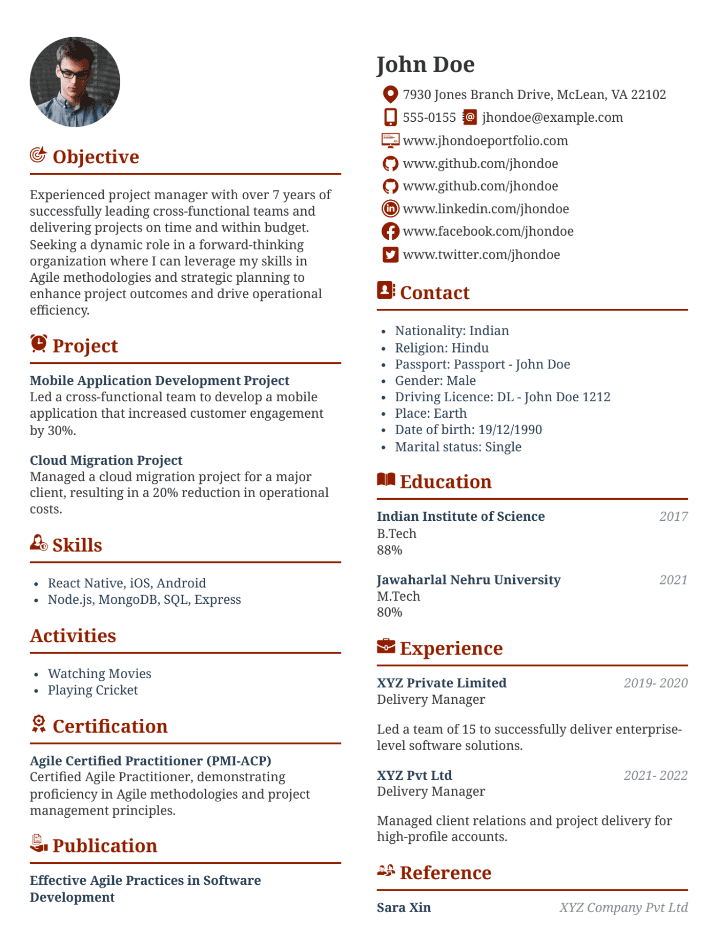 Objective
Experienced project manager with over 7 years of
successfully leading cross-functional teams and
delivering projects on time and within budget.
Seeking a dynamic role in a forward-thinking
organization where I can leverage my skills in
Agile methodologies and strategic planning to
enhance project outcomes and drive operational
efficiency.
Project
Mobile Application Development Project
Led a cross-functional team to develop a mobile
application that increased customer engagement
by 30%.
Cloud Migration Project
Managed a cloud migration project for a major
client, resulting in a 20% reduction in operational
costs.
Skills
• React Native, iOS, Android
• Node.js, MongoDB, SQL, Express
Activities
• Watching Movies
• Playing Cricket
Certification
Agile Certified Practitioner (PMI-ACP)
Certified Agile Practitioner, demonstrating
proficiency in Agile methodologies and project
management principles.
Publication
Effective Agile Practices in Software
Development
John Doe
7930 Jones Branch Drive, McLean, VA 22102
555-0155 jhondoe@example.com
www.jhondoeportfolio.com
www.github.com/jhondoe
www.github.com/jhondoe
www.linkedin.com/jhondoe
www.facebook.com/jhondoe
www.twitter.com/jhondoe
Contact
• Nationality: Indian
• Religion: Hindu
• Passport: Passport - John Doe
• Gender: Male
• Driving Licence: DL - John Doe 1212
• Place: Earth
• Date of birth: 19/12/1990
• Marital status: Single
Education
Indian Institute of Science 2017
B.Tech
88%
Jawaharlal Nehru University 2021
M.Tech
80%
Experience
XYZ Private Limited 2019- 2020
Delivery Manager
Led a team of 15 to successfully deliver enterprise-
level software solutions.
XYZ Pvt Ltd 2021- 2022
Delivery Manager
Managed client relations and project delivery for
high-profile accounts.
Reference
Sara Xin XYZ Company Pvt Ltd